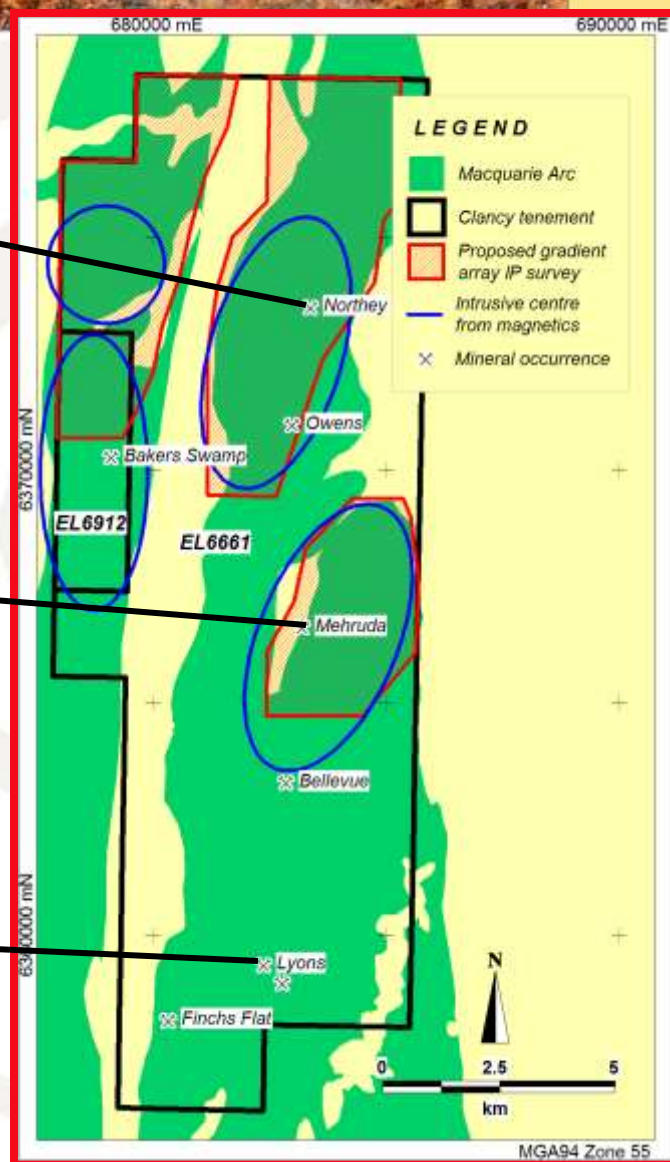 680000 mE
690000 mE
LEGEND
Macquarie Arc
Clancy tenement
Proposed gradient
array IP survey
Intrusive centre
from magnetics
Mineral occurrence
Northey
Owens
6370000 mN
Bakers Swamp
EL6912
EL6661
Mehruda
Bellevue
6360000 mN
Lyons
Finchs Flat
N
0
2.5
5
km
MGA94 Zone 55